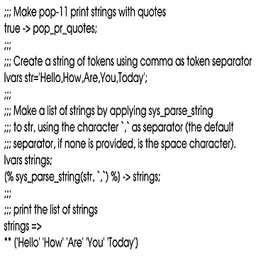 ;;; Make pop-11 print strings with quotes
true -> pop_pr_quotes;
;;;
;;; Create a string of tokens using comma as token separator
lvars str='Hello,How,Are,You,Today';
;;;
;;; Make a list of strings by applying sys_parse_string
;;; to str, using the character `,` as separator (the default
;;; separator, if none is provided, is the space character).
lvars strings;
[% sys_parse_string(str, `,`) %] -> strings;
;;;
;;; print the list of strings
strings =>
** ['Hello' 'How' 'Are' 'You' 'Today']